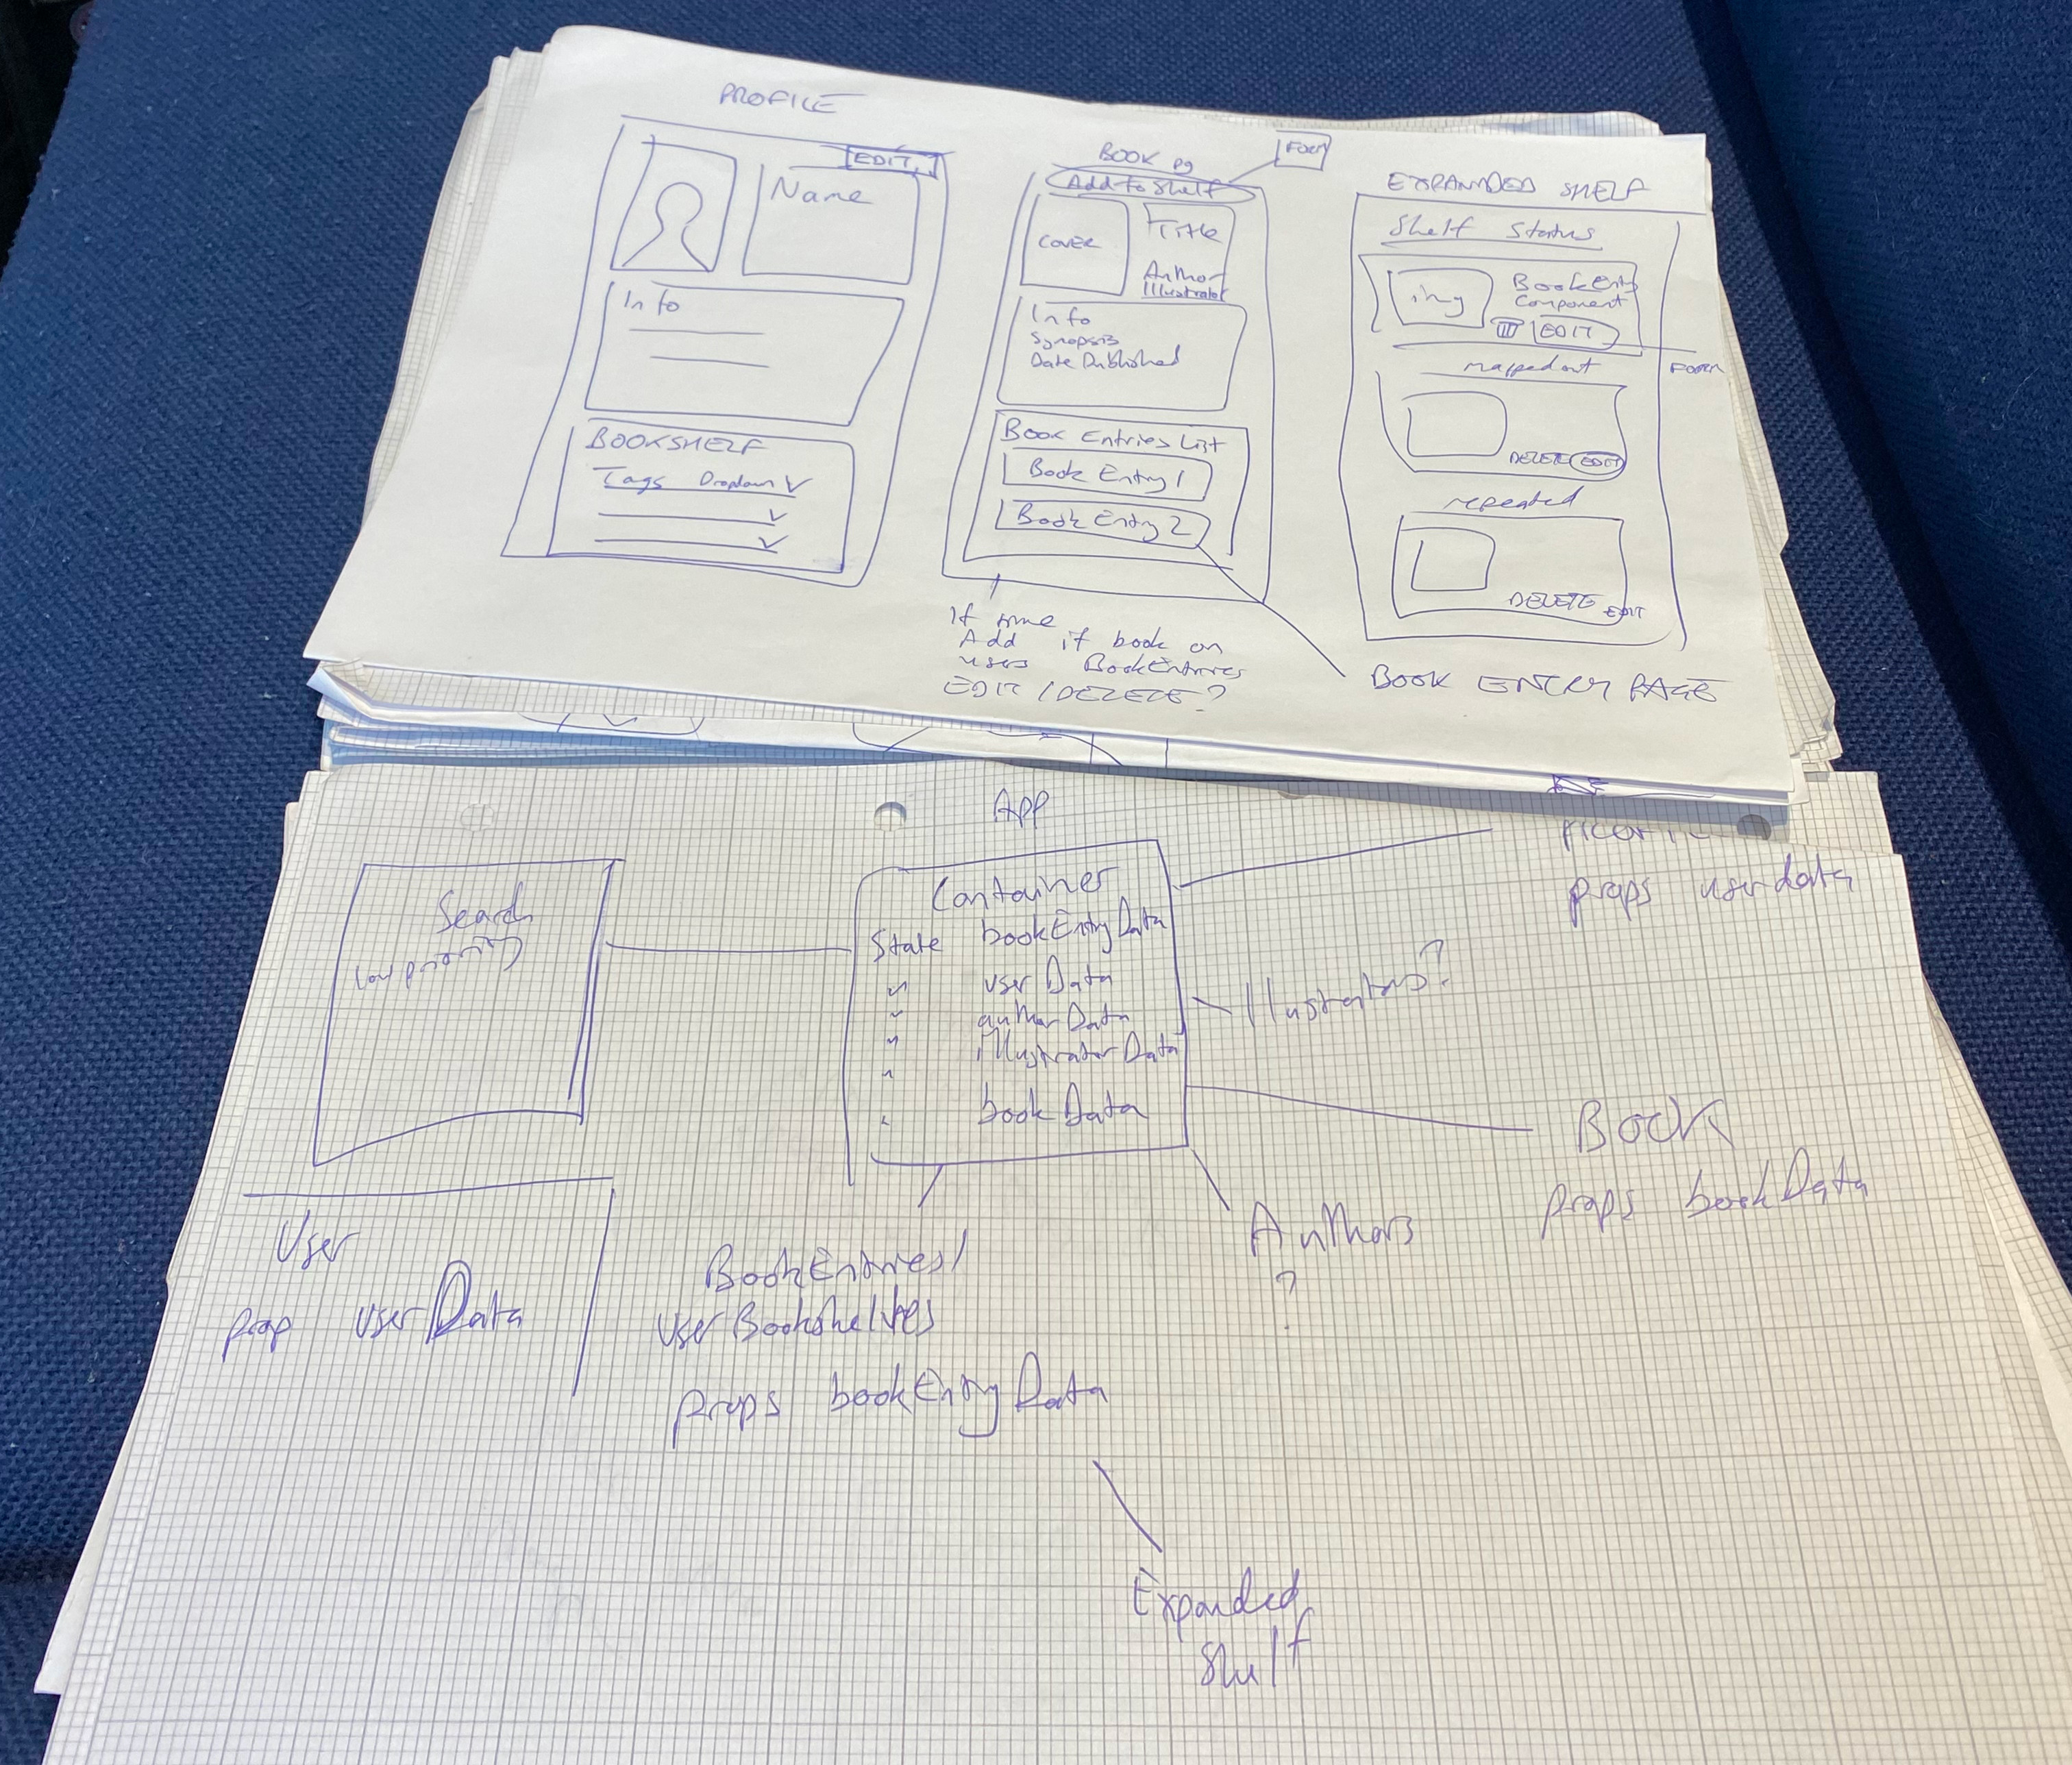 PROFILE
EDIT
Name
Info
BOOKSHELF
Tags Dropdown
BOOK pg
FORM
Add to Shelf
COVER
Title
Author
Illustrator
Info
Synopsis
Date Published
Book Entries List
Book Entry 1
Book Entry 2
If time
Add if book on
users BookEntries
EDIT / DELETE?
BOOK ENTRY PAGE
EXPANDED SHELF
Shelf Status
img
Book Entry
Component
EDIT
FORM
mapped out
DELETE EDIT
repeated
DELETE EDIT
App
Search
low priority
Container
State bookEntryData
userData
authorData
illustratorData
bookData
props userdata
Illustrators?
Book
props bookData
Authors
?
User
prop userData
BookEntries/
userBookshelves
props bookEntryData
Expanded
Shelf